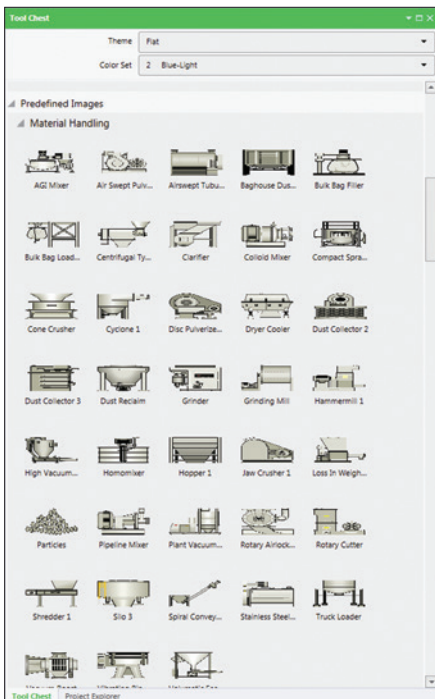 Tool Chest
Theme Flat
Color Set 2 Blue-Light
Predefined Images
Material Handling
AGI Mixer Air Swept Pulv... Airswept Tubu... Baghouse Dus... Bulk Bag Filler
Bulk Bag Load... Centrifugal Ty... Clarifier Colloid Mixer Compact Spra...
Cone Crusher Cyclone 1 Disc Pulverize... Dryer Cooler Dust Collector 2
Dust Collector 3 Dust Reclaim Grinder Grinding Mill Hammermill 1
High Vacuum... Homomixer Hopper 1 Jaw Crusher 1 Loss In Weigh...
Particles Pipeline Mixer Plant Vacuum... Rotary Airlock... Rotary Cutter
Shredder 1 Silo 3 Spiral Convey... Stainless Steel... Truck Loader
Tool Chest Project Explorer